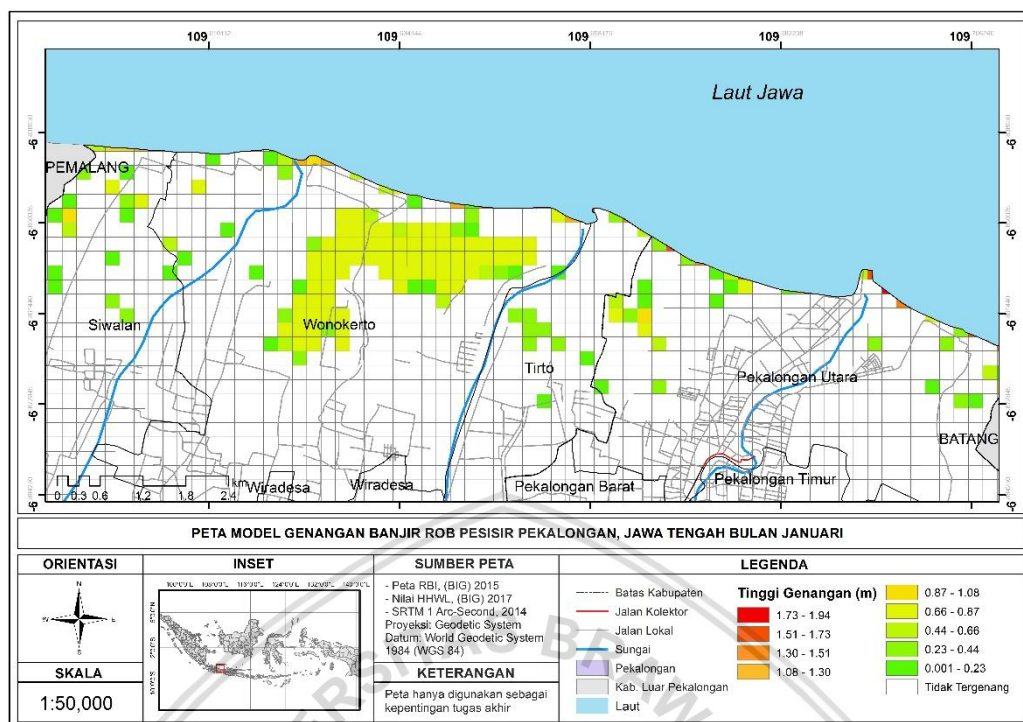 109
109
109
109
109
Laut Jawa
PEMALANG
Siwalan
Wonokerto
Tirto
Pekalongan Utara
BATANG
Wiradesa
Wiradesa
Pekalongan Barat
Pekalongan Timur
-6
-6
-6
-6
-6
-6
-6
-6
-6
-6
km
0 0.3 0.6 1.2 1.8 2.4
PETA MODEL GENANGAN BANJIR ROB PESISIR PEKALONGAN, JAWA TENGAH BULAN JANUARI
ORIENTASI
N
W
E
S
SKALA
1:50,000
INSET
SUMBER PETA
- Peta RBI, (BIG) 2015
- Nilai HHWL, (BIG) 2017
- SRTM 1 Arc-Second, 2014
Proyeksi: Geodetic System
Datum: World Geodetic System
1984 (WGS 84)
KETERANGAN
Peta hanya digunakan sebagai
kepentingan tugas akhir
LEGENDA
Batas Kabupaten
Jalan Kolektor
Jalan Lokal
Sungai
Pekalongan
Kab. Luar Pekalongan
Laut
Tinggi Genangan (m)
1.73 - 1.94
1.51 - 1.73
1.30 - 1.51
1.08 - 1.30
0.87 - 1.08
0.66 - 0.87
0.44 - 0.66
0.23 - 0.44
0.001 - 0.23
Tidak Tergenang